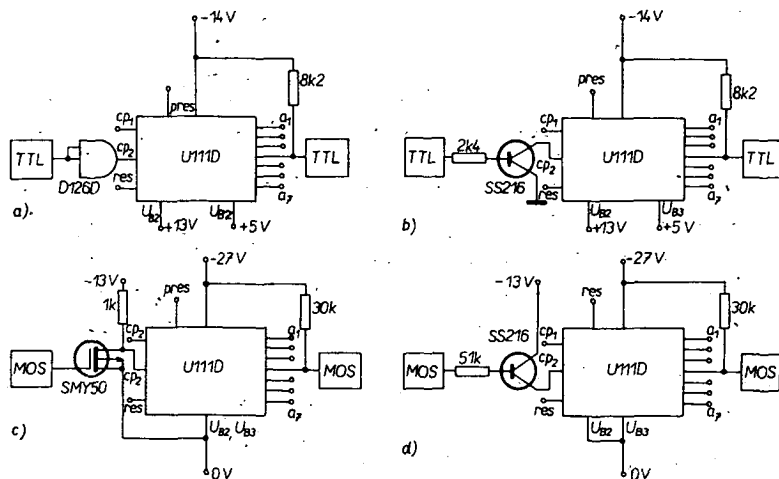 -14V
8k2
pres
cp1
cp2
res
TTL
D126D
U111D
a1
a7
TTL
UB2
+13V
UB2
+5V
a)
-14V
8k2
pres
cp1
cp2
res
TTL
2k4
SS216
U111D
a1
a7
TTL
UB2
+13V
UB3
+5V
b)
-27V
-13V
1k
pres
30k
cp2
cp2
res
MOS
SMY50
U111D
a1
a7
MOS
UB2, UB3
0V
c)
-27V
-13V
res
30k
SS216
cp1
cp2
res
MOS
51k
U111D
a1
a7
MOS
UB2
UB3
0V
d)